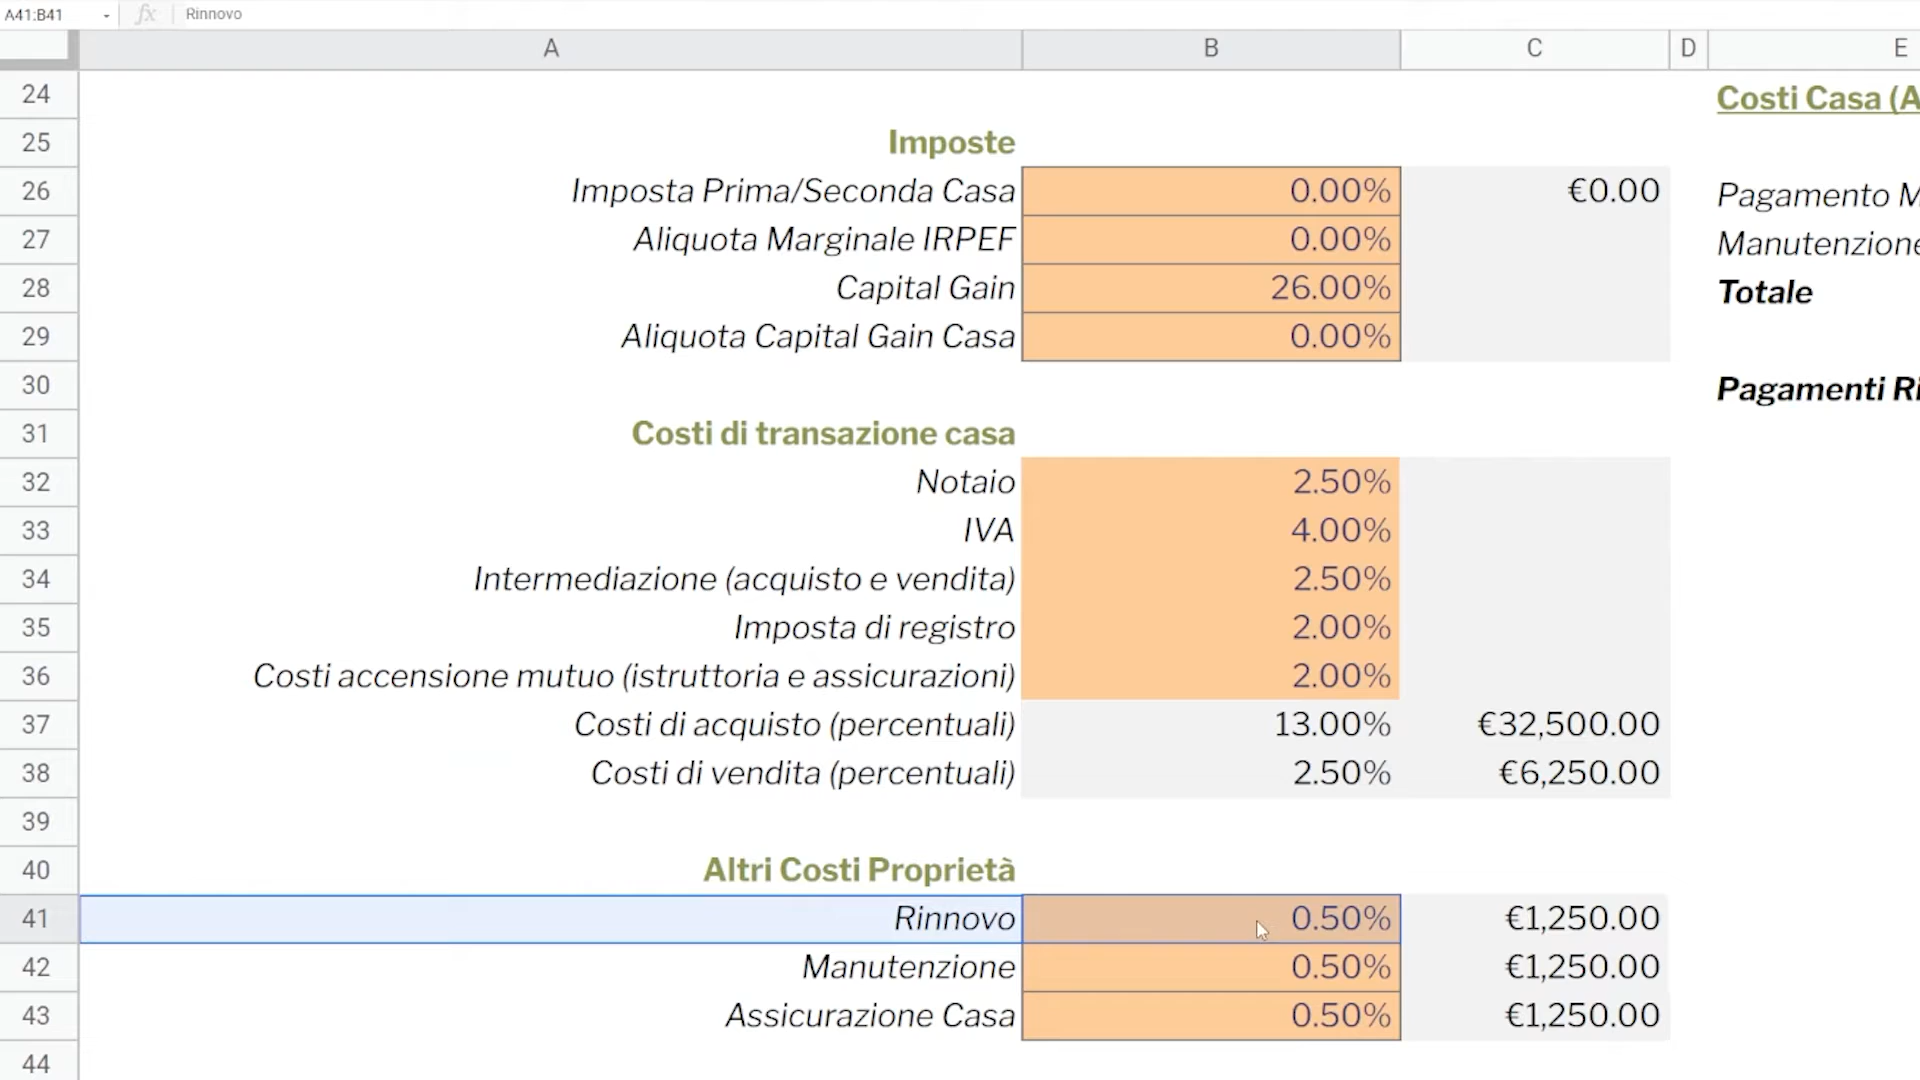 A41:B41 fx Rinnovo
A B C D E
24 Costi Casa (A
25 Imposte
26 Imposta Prima/Seconda Casa 0.00% €0.00 Pagamento M
27 Aliquota Marginale IRPEF 0.00% Manutenzione
28 Capital Gain 26.00% Totale
29 Aliquota Capital Gain Casa 0.00%
30 Pagamenti Ri
31 Costi di transazione casa
32 Notaio 2.50%
33 IVA 4.00%
34 Intermediazione (acquisto e vendita) 2.50%
35 Imposta di registro 2.00%
36 Costi accensione mutuo (istruttoria e assicurazioni) 2.00%
37 Costi di acquisto (percentuali) 13.00% €32,500.00
38 Costi di vendita (percentuali) 2.50% €6,250.00
39
40 Altri Costi Proprietà
41 Rinnovo 0.50% €1,250.00
42 Manutenzione 0.50% €1,250.00
43 Assicurazione Casa 0.50% €1,250.00
44